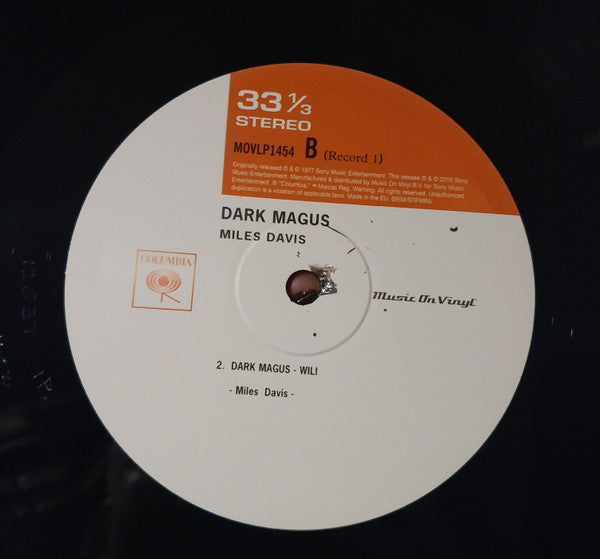 33 ⅓
STEREO
MOVLP1454 B (Record 1)
Originally released ℗ & © 1977 Sony Music Entertainment. This release ℗ & © 2016 Sony
Music Entertainment. Manufactured & distributed by Music On Vinyl B.V. for Sony Music
Entertainment. ® "Columbia," Marcas Reg. Warning: All rights reserved. Unauthorized
duplication is a violation of applicable laws. Made in the EU. BIEM/STEMRA
DARK MAGUS
MILES DAVIS
COLUMBIA
Music On Vinyl
2. DARK MAGUS - WILI
- Miles Davis -